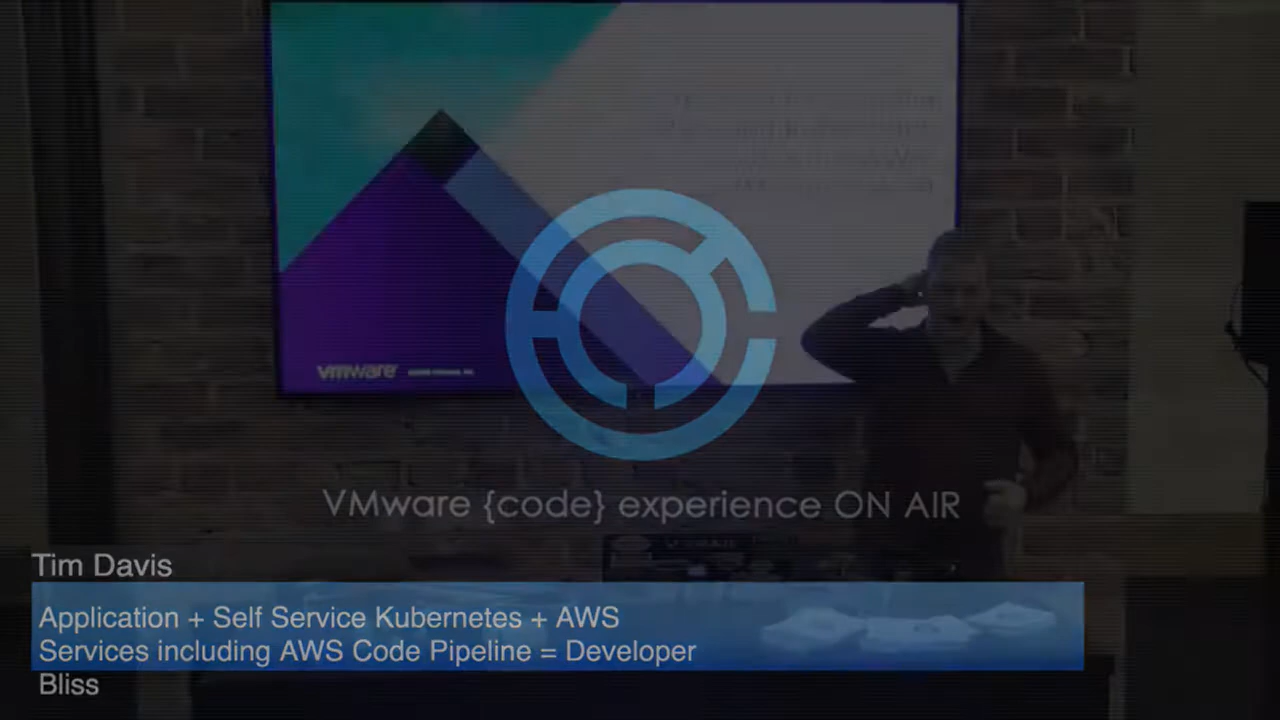 vmware
VMware {code} experience ON AIR
Tim Davis
Application + Self Service Kubernetes + AWS
Services including AWS Code Pipeline = Developer
Bliss